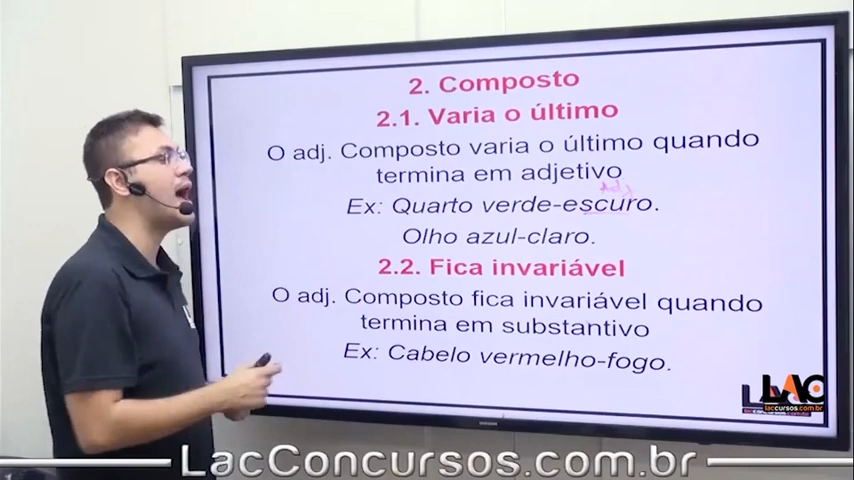 2. Composto
2.1. Varia o último
O adj. Composto varia o último quando
termina em adjetivo
Adj
Ex: Quarto verde-escuro.
Olho azul-claro.
2.2. Fica invariável
O adj. Composto fica invariável quando
termina em substantivo
Ex: Cabelo vermelho-fogo.
LAC
laccursos.com.br
LacConcursos.com.br